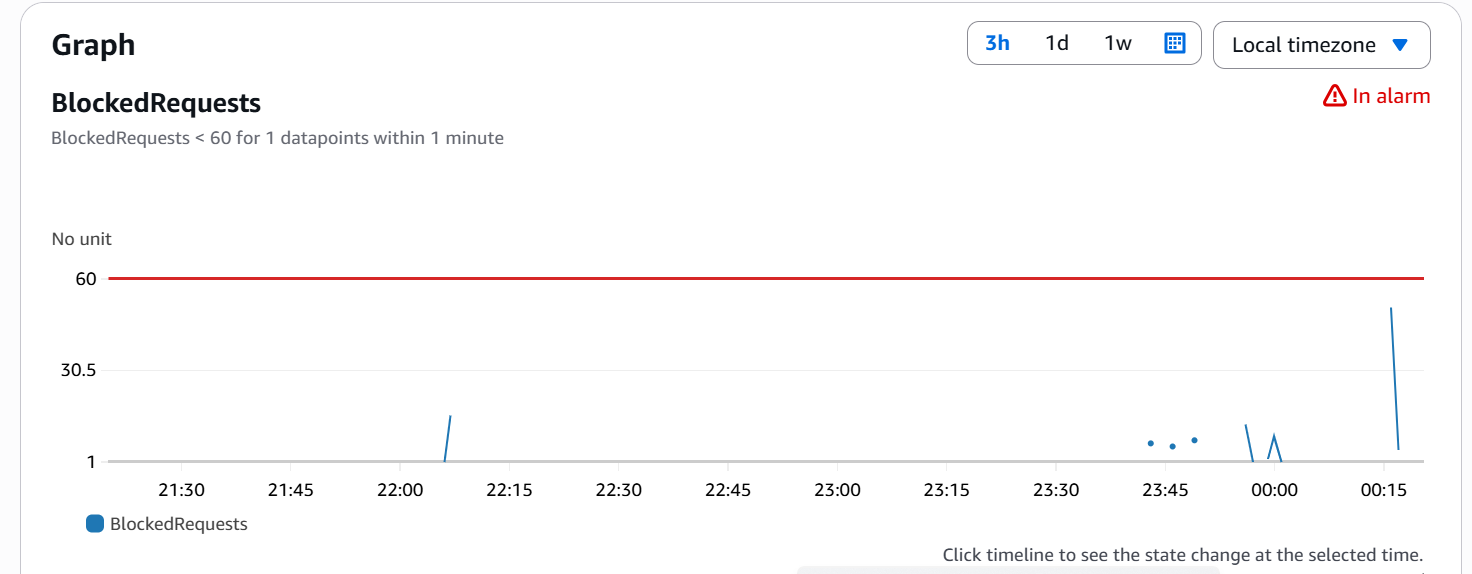 Graph
3h 1d 1w
Local timezone
BlockedRequests
In alarm
BlockedRequests < 60 for 1 datapoints within 1 minute
No unit
60
30.5
1
21:30 21:45 22:00 22:15 22:30 22:45 23:00 23:15 23:30 23:45 00:00 00:15
BlockedRequests
Click timeline to see the state change at the selected time.